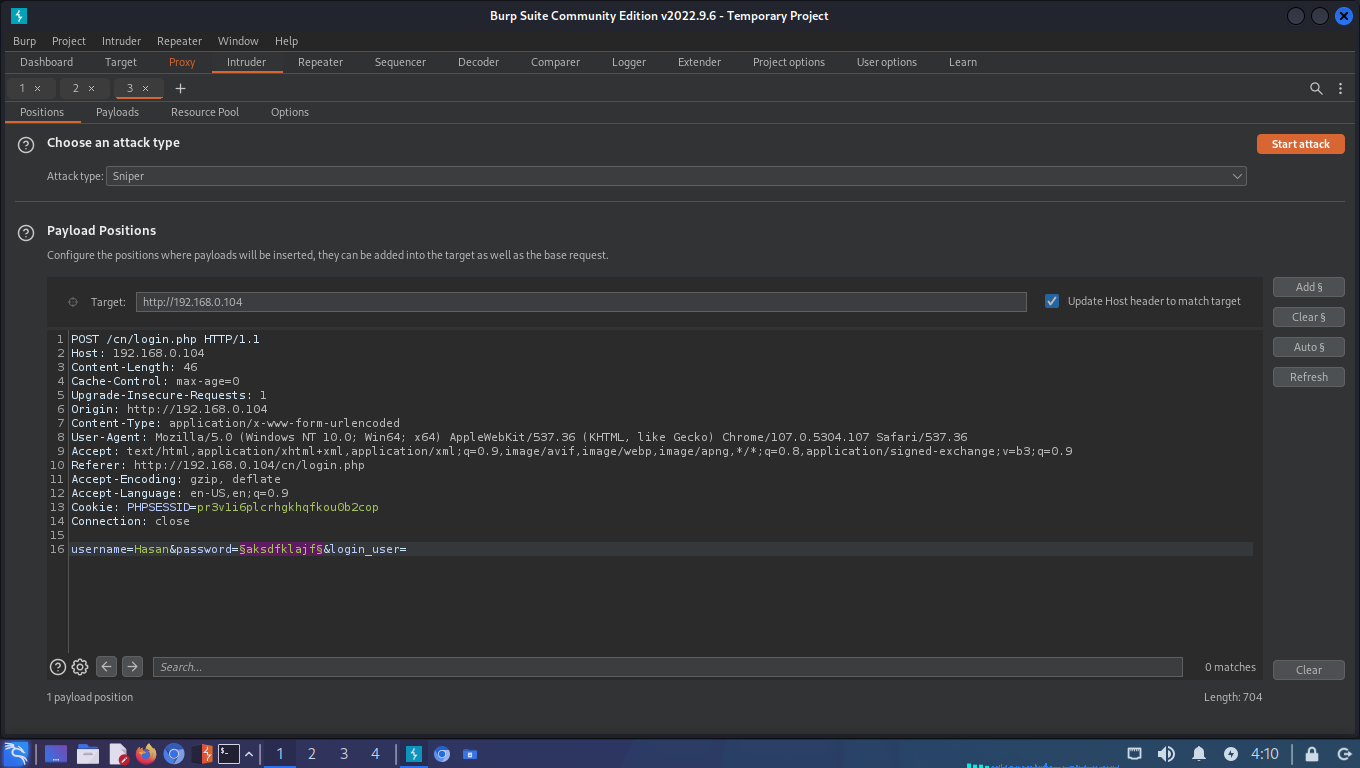 Burp Suite Community Edition v2022.9.6 - Temporary Project
Burp Project Intruder Repeater Window Help
Dashboard Target Proxy Intruder Repeater Sequencer Decoder Comparer Logger Extender Project options User options Learn
1 × 2 × 3 × +
Positions Payloads Resource Pool Options
? Choose an attack type Start attack
Attack type: Sniper
? Payload Positions
Configure the positions where payloads will be inserted, they can be added into the target as well as the base request.
Add §
Target: http://192.168.0.104 Update Host header to match target
Clear §
Auto §
Refresh
1 POST /cn/login.php HTTP/1.1
2 Host: 192.168.0.104
3 Content-Length: 46
4 Cache-Control: max-age=0
5 Upgrade-Insecure-Requests: 1
6 Origin: http://192.168.0.104
7 Content-Type: application/x-www-form-urlencoded
8 User-Agent: Mozilla/5.0 (Windows NT 10.0; Win64; x64) AppleWebKit/537.36 (KHTML, like Gecko) Chrome/107.0.5304.107 Safari/537.36
9 Accept: text/html,application/xhtml+xml,application/xml;q=0.9,image/avif,image/webp,image/apng,*/*;q=0.8,application/signed-exchange;v=b3;q=0.9
10 Referer: http://192.168.0.104/cn/login.php
11 Accept-Encoding: gzip, deflate
12 Accept-Language: en-US,en;q=0.9
13 Cookie: PHPSESSID=pr3v1i6plcrhgkhqfkou0b2cop
14 Connection: close
15
16 username=Hasan&password=§aksdfklajf§&login_user=
? Search... 0 matches Clear
1 payload position Length: 704
1 2 3 4 4:10